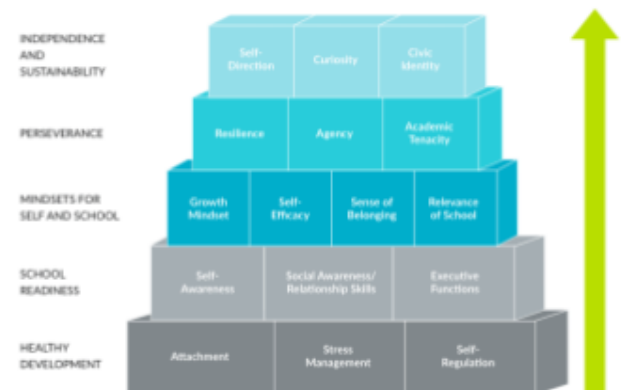 INDEPENDENCE
AND
SUSTAINABILITY
Self-
Direction
Curiosity
Civic
Identity
PERSEVERANCE
Resilience
Agency
Academic
Tenacity
MINDSETS FOR
SELF AND SCHOOL
Growth
Mindset
Self-
Efficacy
Sense of
Belonging
Relevance
of School
SCHOOL
READINESS
Self-
Awareness
Social Awareness/
Relationship Skills
Executive
Functions
HEALTHY
DEVELOPMENT
Attachment
Stress
Management
Self-
Regulation